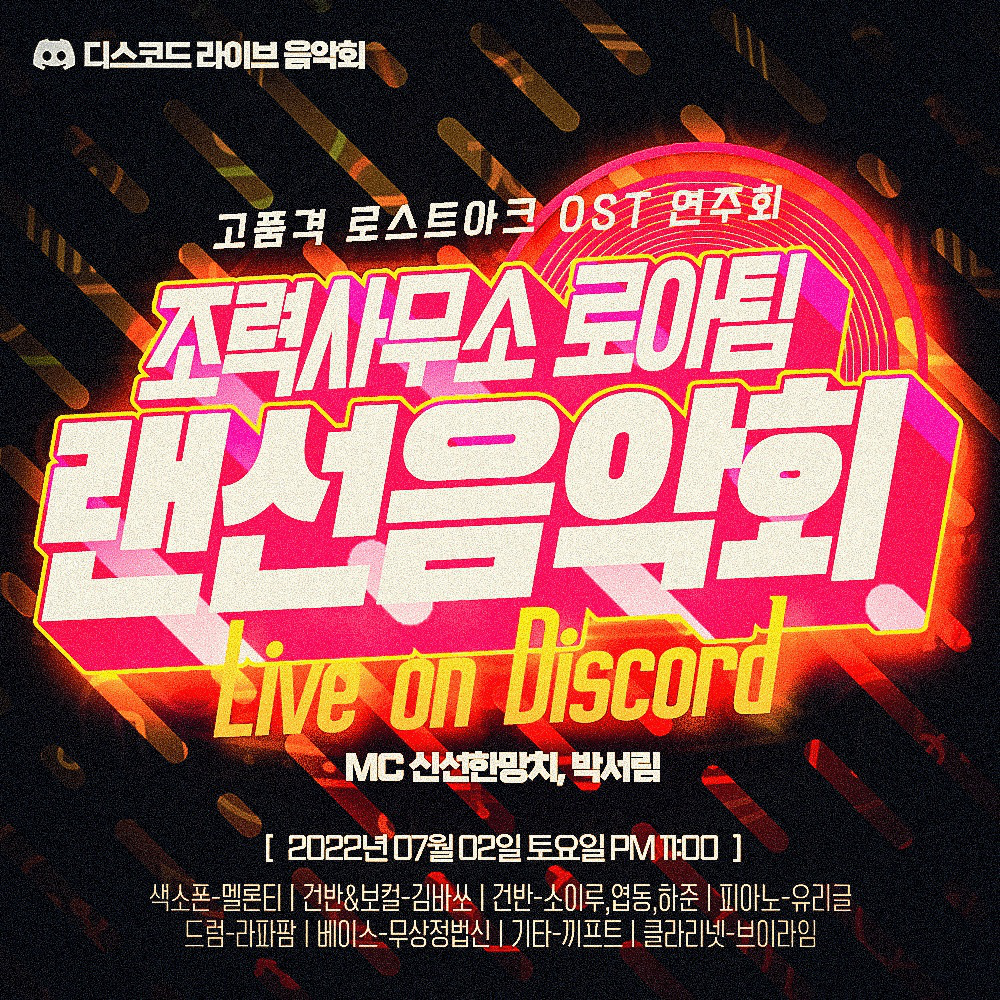 디스코드 라이브 음악회
고품격 로스트아크 OST 연주회
조력사무소 로아팀
랜선음악회
Live on Discord
MC 신선한망치, 박서림
[ 2022년 07월 02일 토요일 PM 11:00 ]
색소폰-멜론티 | 건반&보컬-김바쏘 | 건반-소이루,엽동,하준 | 피아노-유리글
드럼-라파팜 | 베이스-무상정법신 | 기타-끼프트 | 클라리넷-브이라임